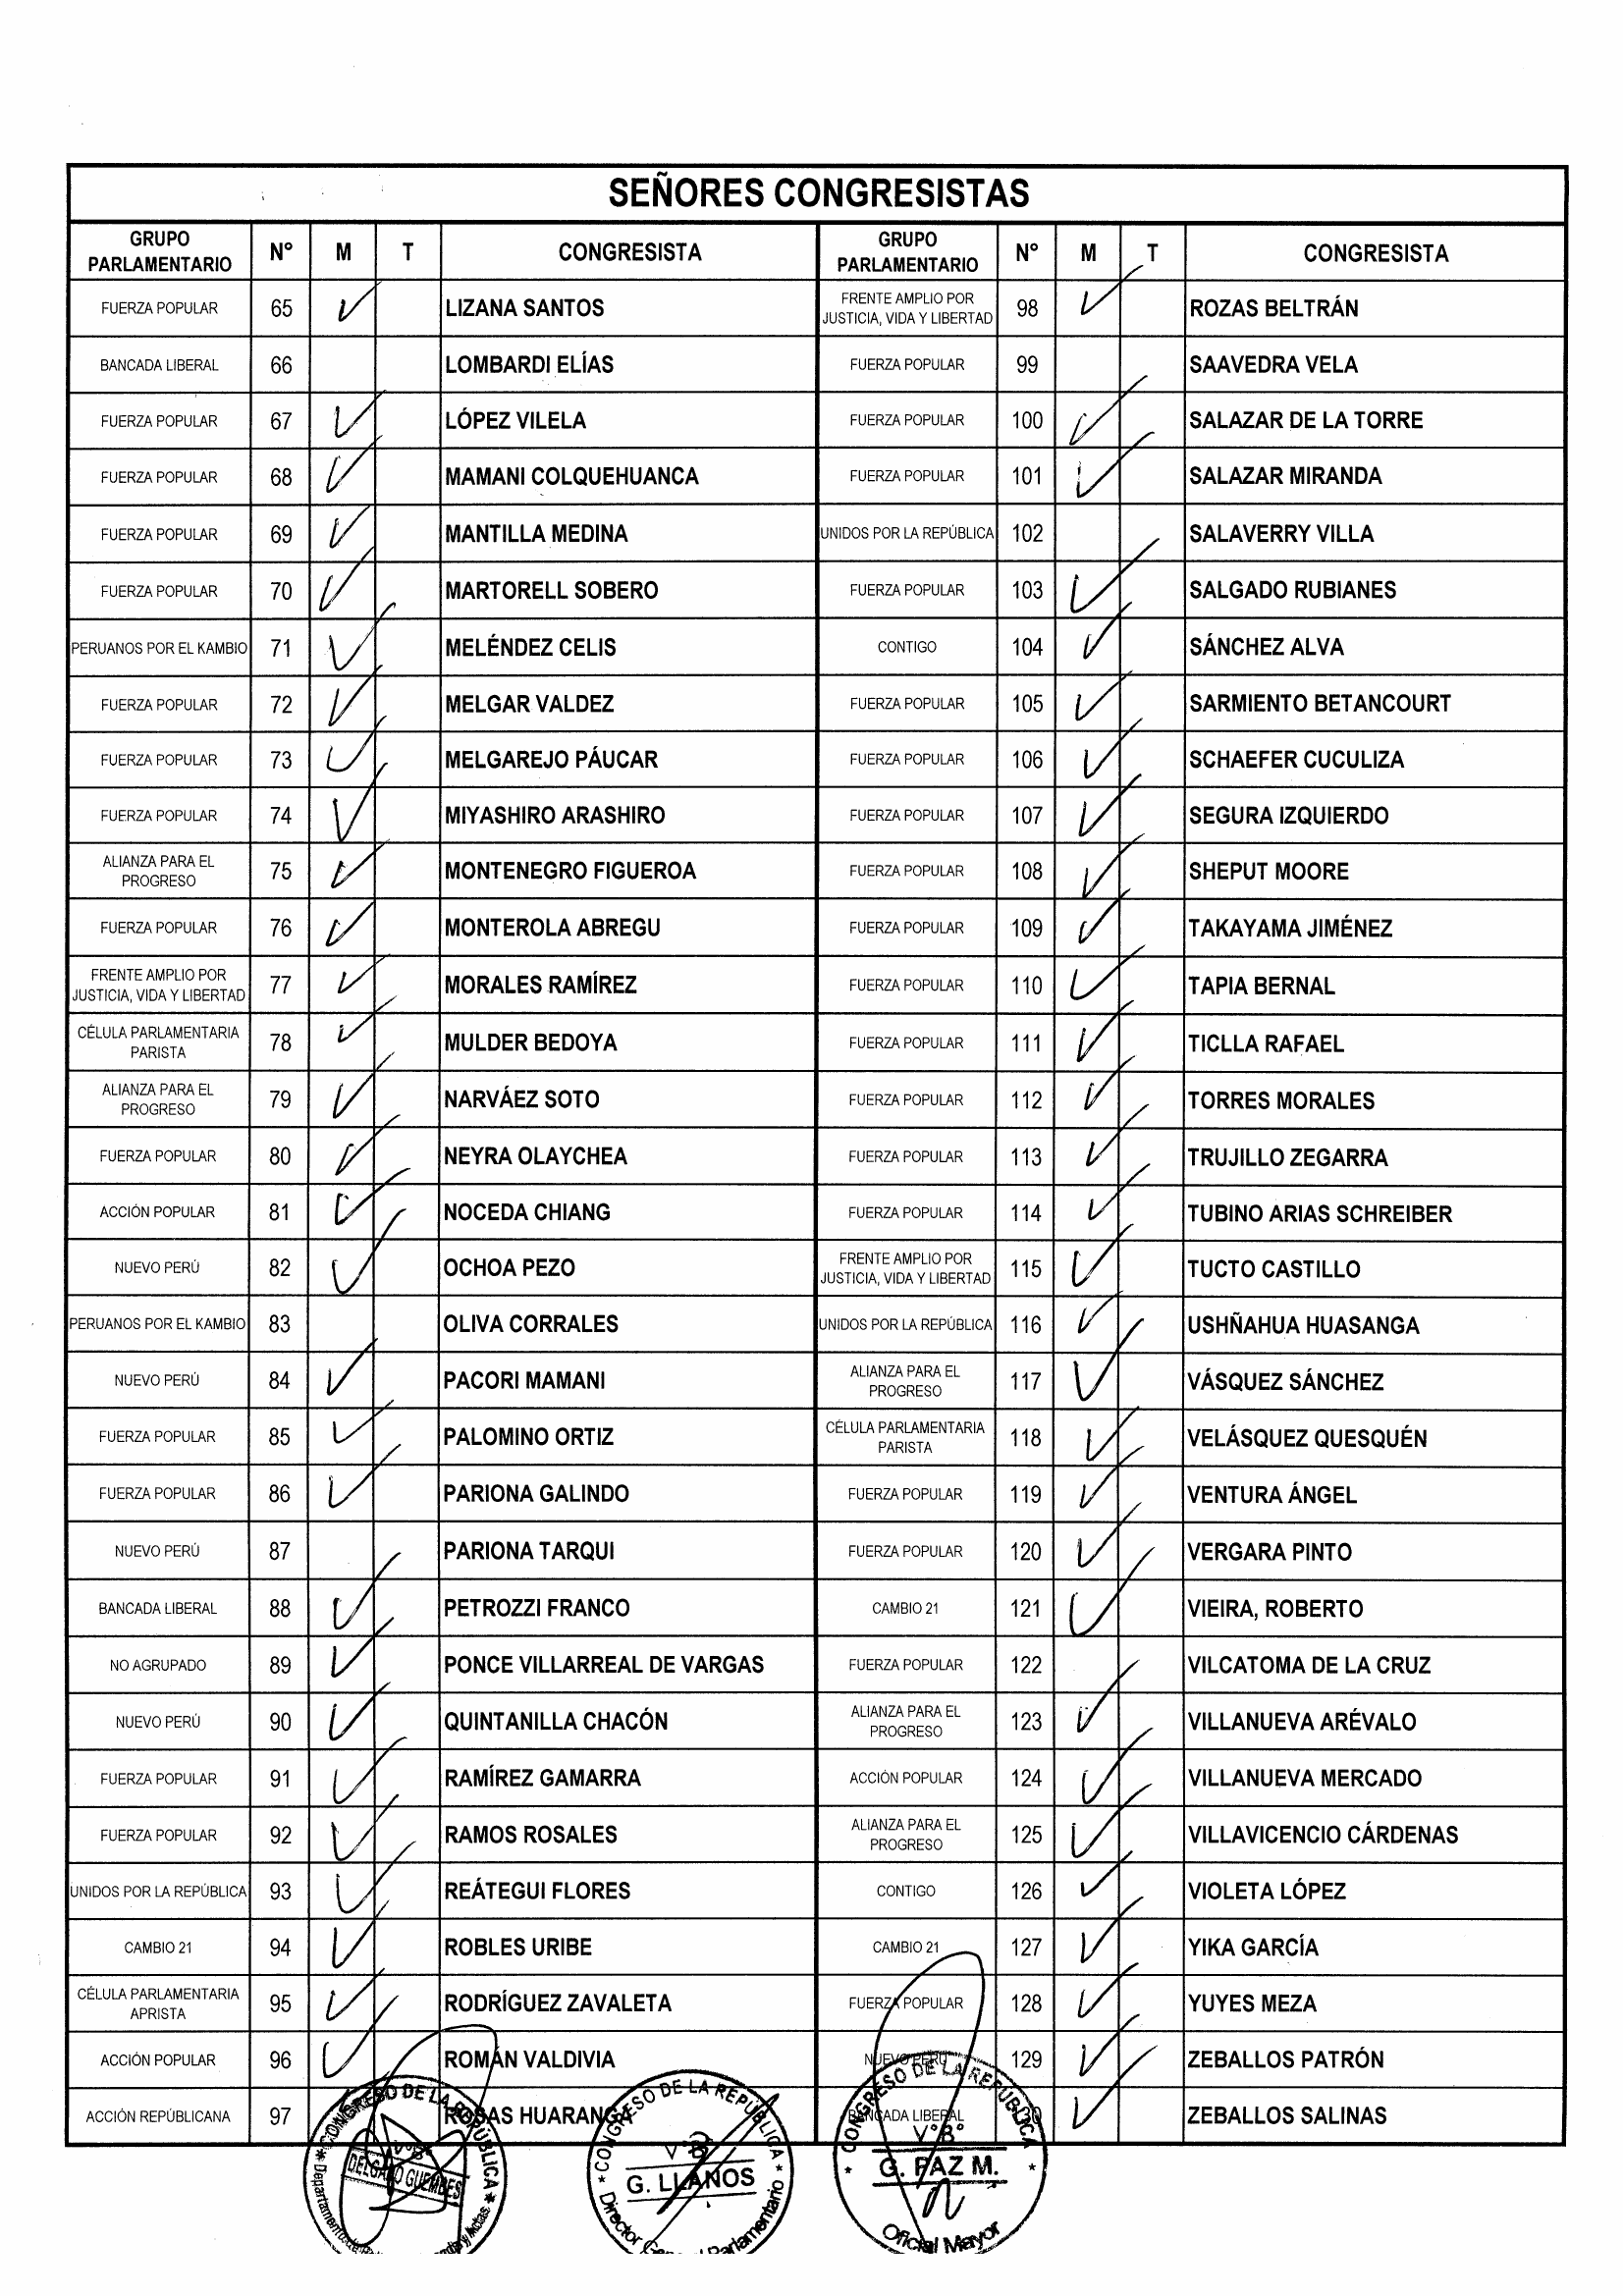 SEÑORES CONGRESISTAS
GRUPO PARLAMENTARIO N° M T CONGRESISTA GRUPO PARLAMENTARIO N° M T CONGRESISTA
FUERZA POPULAR 65 ✓ LIZANA SANTOS FRENTE AMPLIO POR JUSTICIA, VIDA Y LIBERTAD 98 ✓ ROZAS BELTRÁN
BANCADA LIBERAL 66 LOMBARDI ELÍAS FUERZA POPULAR 99 SAAVEDRA VELA
FUERZA POPULAR 67 ✓ LÓPEZ VILELA FUERZA POPULAR 100 ✓ SALAZAR DE LA TORRE
FUERZA POPULAR 68 ✓ MAMANI COLQUEHUANCA FUERZA POPULAR 101 ✓ SALAZAR MIRANDA
FUERZA POPULAR 69 ✓ MANTILLA MEDINA UNIDOS POR LA REPÚBLICA 102 SALAVERRY VILLA
FUERZA POPULAR 70 ✓ MARTORELL SOBERO FUERZA POPULAR 103 ✓ SALGADO RUBIANES
PERUANOS POR EL KAMBIO 71 ✓ MELÉNDEZ CELIS CONTIGO 104 ✓ SÁNCHEZ ALVA
FUERZA POPULAR 72 ✓ MELGAR VALDEZ FUERZA POPULAR 105 ✓ SARMIENTO BETANCOURT
FUERZA POPULAR 73 ✓ MELGAREJO PÁUCAR FUERZA POPULAR 106 ✓ SCHAEFER CUCULIZA
FUERZA POPULAR 74 ✓ MIYASHIRO ARASHIRO FUERZA POPULAR 107 ✓ SEGURA IZQUIERDO
ALIANZA PARA EL PROGRESO 75 ✓ MONTENEGRO FIGUEROA FUERZA POPULAR 108 ✓ SHEPUT MOORE
FUERZA POPULAR 76 ✓ MONTEROLA ABREGU FUERZA POPULAR 109 ✓ TAKAYAMA JIMÉNEZ
FRENTE AMPLIO POR JUSTICIA, VIDA Y LIBERTAD 77 ✓ MORALES RAMÍREZ FUERZA POPULAR 110 ✓ TAPIA BERNAL
CÉLULA PARLAMENTARIA PARISTA 78 ✓ MULDER BEDOYA FUERZA POPULAR 111 ✓ TICLLA RAFAEL
ALIANZA PARA EL PROGRESO 79 ✓ NARVÁEZ SOTO FUERZA POPULAR 112 ✓ TORRES MORALES
FUERZA POPULAR 80 ✓ NEYRA OLAYCHEA FUERZA POPULAR 113 ✓ TRUJILLO ZEGARRA
ACCIÓN POPULAR 81 ✓ NOCEDA CHIANG FUERZA POPULAR 114 ✓ TUBINO ARIAS SCHREIBER
NUEVO PERÚ 82 ✓ OCHOA PEZO FRENTE AMPLIO POR JUSTICIA, VIDA Y LIBERTAD 115 ✓ TUCTO CASTILLO
PERUANOS POR EL KAMBIO 83 OLIVA CORRALES UNIDOS POR LA REPÚBLICA 116 ✓ USHÑAHUA HUASANGA
NUEVO PERÚ 84 ✓ PACORI MAMANI ALIANZA PARA EL PROGRESO 117 ✓ VÁSQUEZ SÁNCHEZ
FUERZA POPULAR 85 ✓ PALOMINO ORTIZ CÉLULA PARLAMENTARIA PARISTA 118 ✓ VELÁSQUEZ QUESQUÉN
FUERZA POPULAR 86 ✓ PARIONA GALINDO FUERZA POPULAR 119 ✓ VENTURA ÁNGEL
NUEVO PERÚ 87 PARIONA TARQUI FUERZA POPULAR 120 ✓ VERGARA PINTO
BANCADA LIBERAL 88 ✓ PETROZZI FRANCO CAMBIO 21 121 ✓ VIEIRA, ROBERTO
NO AGRUPADO 89 ✓ PONCE VILLARREAL DE VARGAS FUERZA POPULAR 122 VILCATOMA DE LA CRUZ
NUEVO PERÚ 90 ✓ QUINTANILLA CHACÓN ALIANZA PARA EL PROGRESO 123 ✓ VILLANUEVA ARÉVALO
FUERZA POPULAR 91 ✓ RAMÍREZ GAMARRA ACCIÓN POPULAR 124 ✓ VILLANUEVA MERCADO
FUERZA POPULAR 92 ✓ RAMOS ROSALES ALIANZA PARA EL PROGRESO 125 ✓ VILLAVICENCIO CÁRDENAS
UNIDOS POR LA REPÚBLICA 93 ✓ REÁTEGUI FLORES CONTIGO 126 ✓ VIOLETA LÓPEZ
CAMBIO 21 94 ✓ ROBLES URIBE CAMBIO 21 127 ✓ YIKA GARCÍA
CÉLULA PARLAMENTARIA APRISTA 95 ✓ RODRÍGUEZ ZAVALETA FUERZA POPULAR 128 ✓ YUYES MEZA
ACCIÓN POPULAR 96 ✓ ROMÁN VALDIVIA NUEVO PERÚ 129 ✓ ZEBALLOS PATRÓN
ACCIÓN REPÚBLICANA 97 ROSAS HUARANGA BANCADA LIBERAL ✓ ZEBALLOS SALINAS
CONGRESO DE LA REPÚBLICA
V°B°
DELGADO GUEMBES
CONGRESO DE LA REPÚBLICA
V°B°
G. LLANOS
Director General Parlamentario
CONGRESO DE LA REPÚBLICA
V°B°
G. PAZ M.
Oficial Mayor